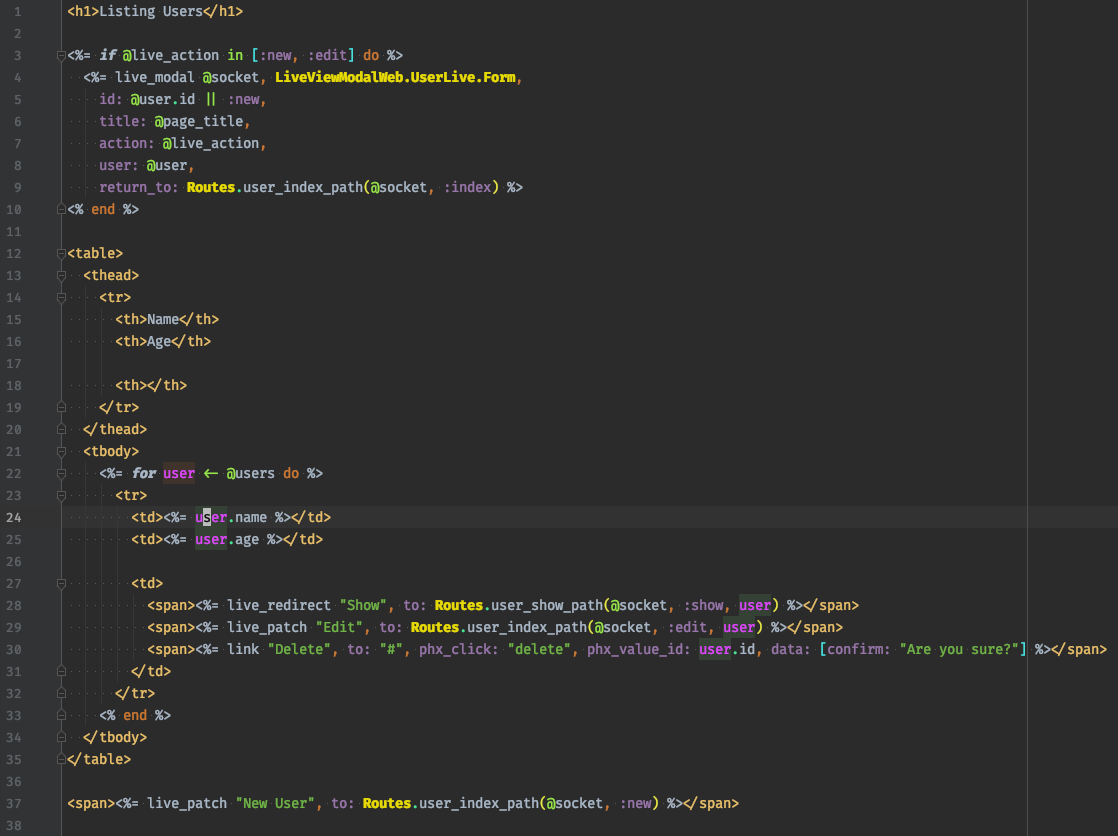 1 <h1>Listing Users</h1>
2
3 <%= if @live_action in [:new, :edit] do %>
4   <%= live_modal @socket, LiveViewModalWeb.UserLive.Form,
5     id: @user.id || :new,
6     title: @page_title,
7     action: @live_action,
8     user: @user,
9     return_to: Routes.user_index_path(@socket, :index) %>
10 <% end %>
11
12 <table>
13   <thead>
14     <tr>
15       <th>Name</th>
16       <th>Age</th>
17
18       <th></th>
19     </tr>
20   </thead>
21   <tbody>
22     <%= for user <- @users do %>
23       <tr>
24         <td><%= user.name %></td>
25         <td><%= user.age %></td>
26
27         <td>
28           <span><%= live_redirect "Show", to: Routes.user_show_path(@socket, :show, user) %></span>
29           <span><%= live_patch "Edit", to: Routes.user_index_path(@socket, :edit, user) %></span>
30           <span><%= link "Delete", to: "#", phx_click: "delete", phx_value_id: user.id, data: [confirm: "Are you sure?"] %></span>
31         </td>
32       </tr>
33     <% end %>
34   </tbody>
35 </table>
36
37 <span><%= live_patch "New User", to: Routes.user_index_path(@socket, :new) %></span>
38